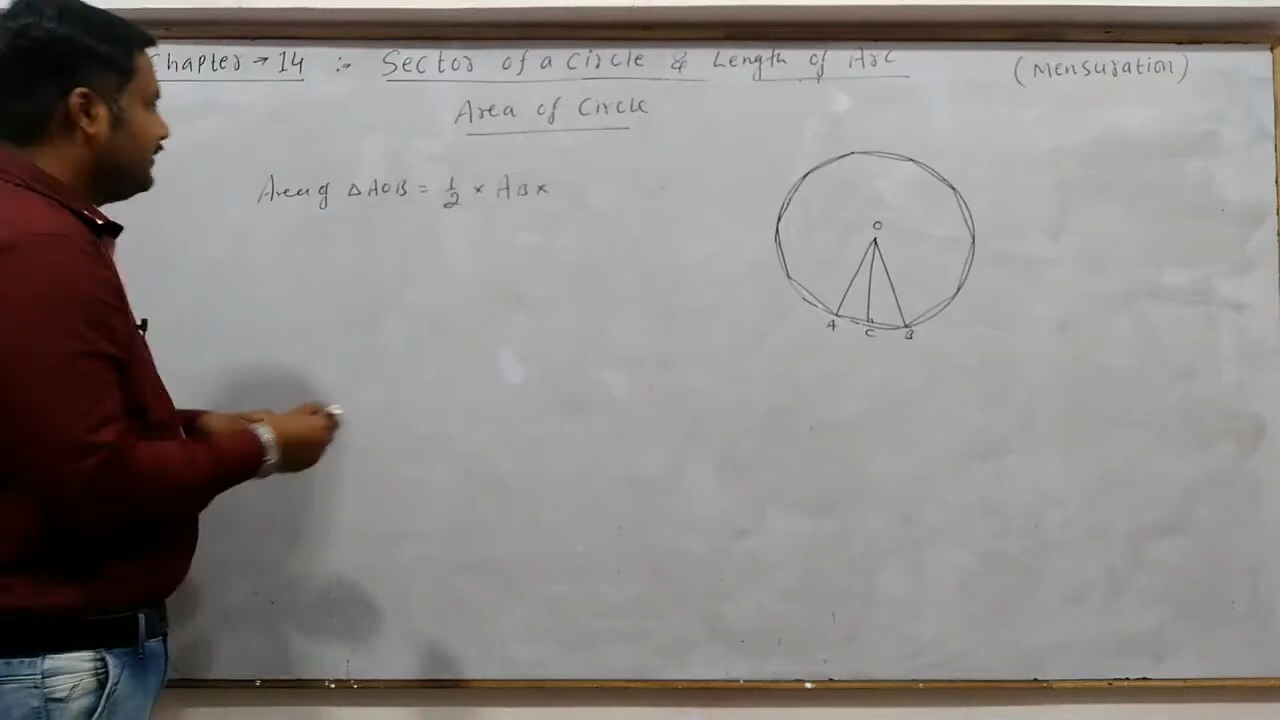 Chapter → 14 :- Sector of a Circle & Length of Arc (Mensuration)
Area of Circle
Area of △AOB = 1/2 × AB ×
O
A C B